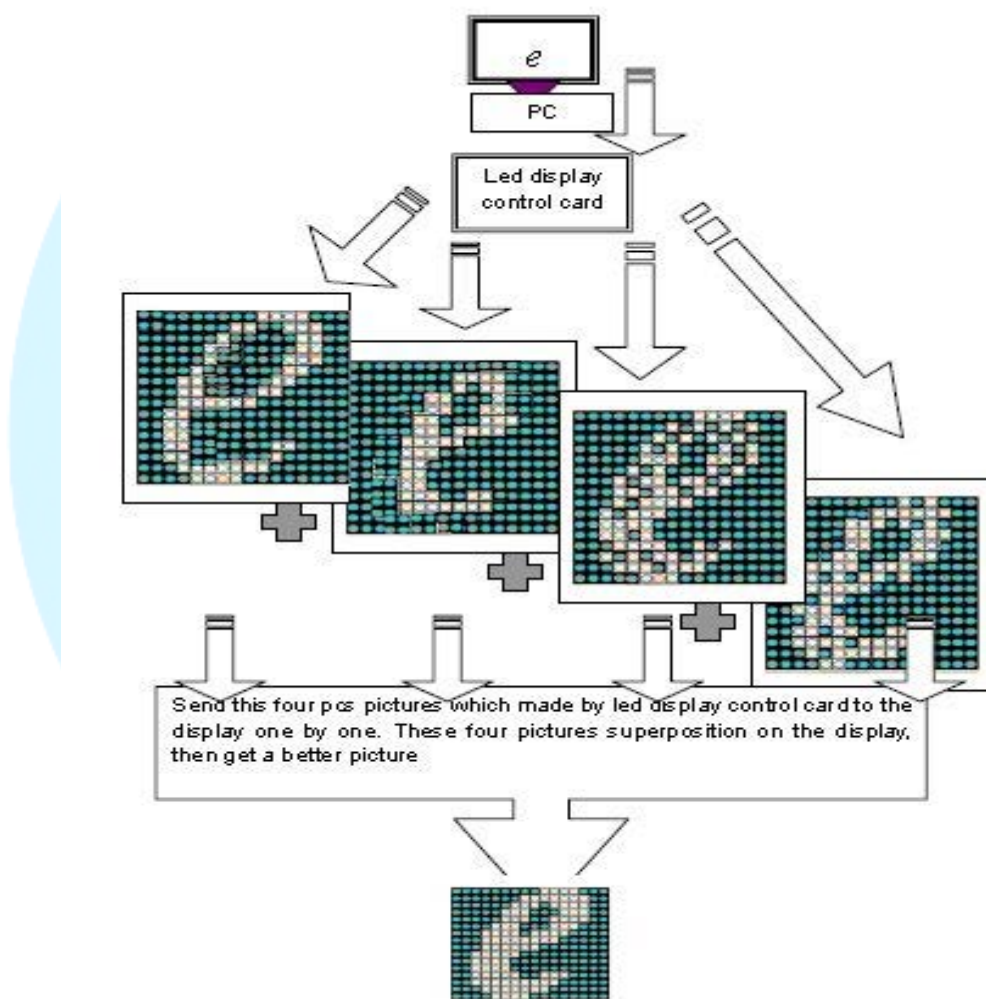 e
PC
Led display
control card
Send this four pcs pictures which made by led display control card to the
display one by one. These four pictures superposition on the display,
then get a better picture